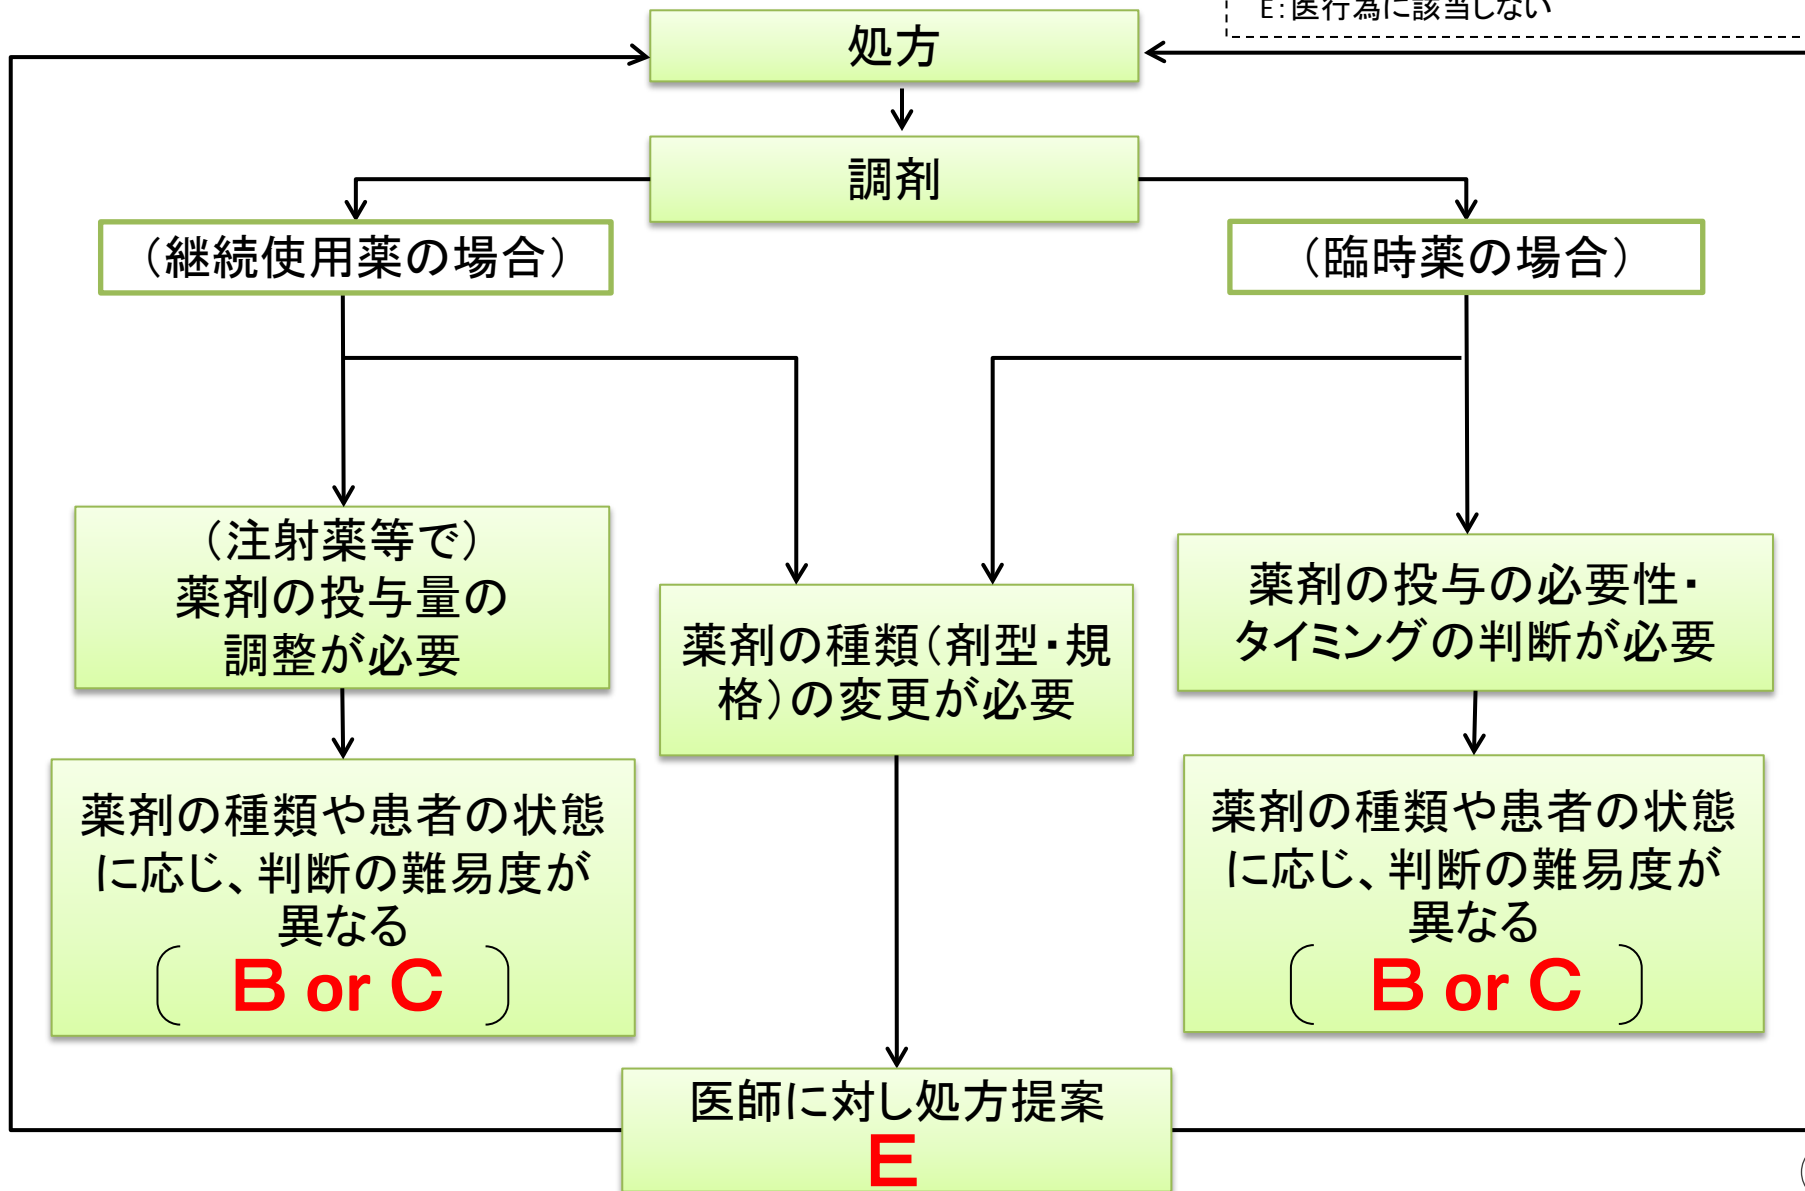 E:医行為に該当しない
処方
調剤
（継続使用薬の場合）
（臨時薬の場合）
（注射薬等で）
薬剤の投与量の
調整が必要
薬剤の種類（剤型・規
格）の変更が必要
薬剤の投与の必要性・
タイミングの判断が必要
薬剤の種類や患者の状態
に応じ、判断の難易度が
異なる
B or C
薬剤の種類や患者の状態
に応じ、判断の難易度が
異なる
B or C
医師に対し処方提案
E